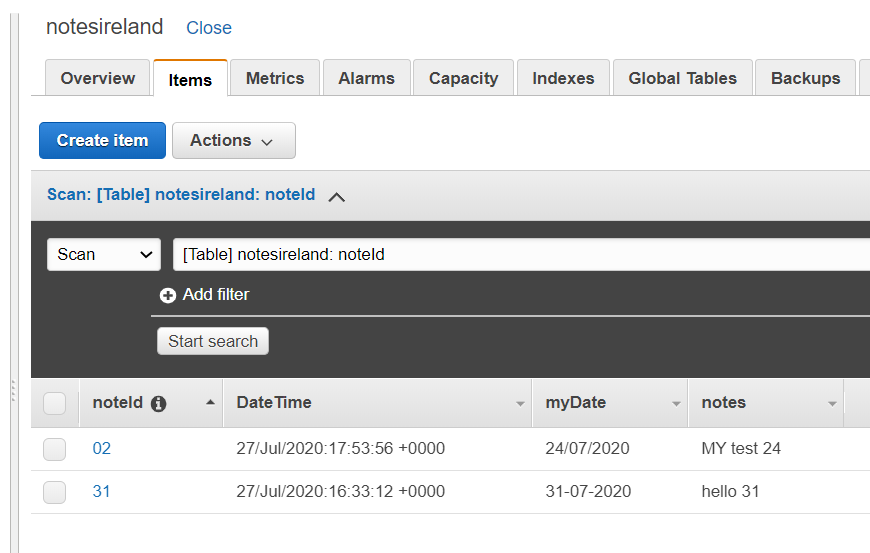 notesireland Close
Overview Items Metrics Alarms Capacity Indexes Global Tables Backups
Create item Actions
Scan: [Table] notesireland: noteId
Scan [Table] notesireland: noteId
Add filter
Start search
noteId DateTime myDate notes
02 27/Jul/2020:17:53:56 +0000 24/07/2020 MY test 24
31 27/Jul/2020:16:33:12 +0000 31-07-2020 hello 31